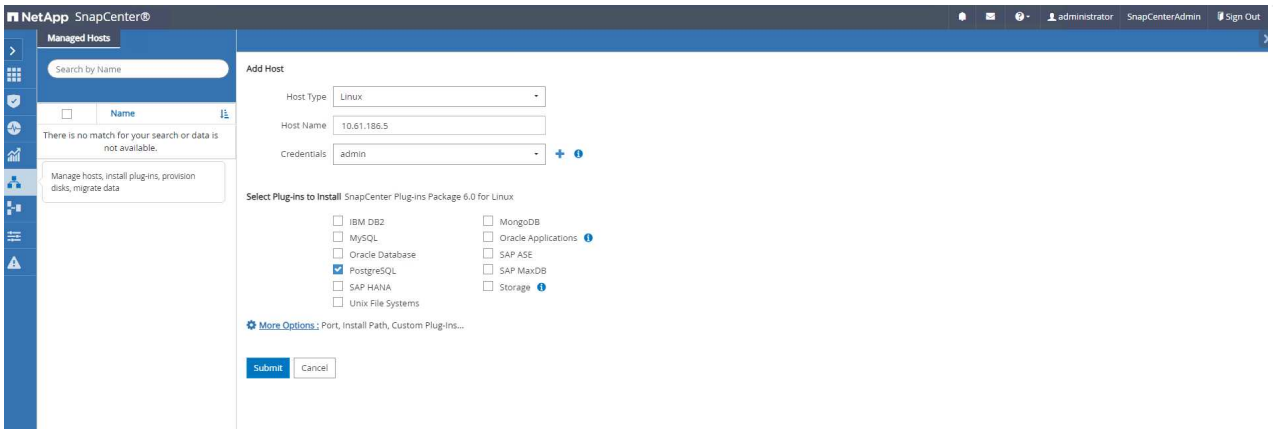 NetApp SnapCenter®
administrator SnapCenterAdmin Sign Out
Managed Hosts
Search by Name
Name
There is no match for your search or data is
not available.
Manage hosts, install plug-ins, provision
disks, migrate data
Add Host
Host Type Linux
Host Name 10.61.186.5
Credentials admin
Select Plug-ins to Install SnapCenter Plug-ins Package 6.0 for Linux
IBM DB2 MongoDB
MySQL Oracle Applications
Oracle Database SAP ASE
PostgreSQL SAP MaxDB
SAP HANA Storage
Unix File Systems
More Options : Port, Install Path, Custom Plug-Ins...
Submit Cancel